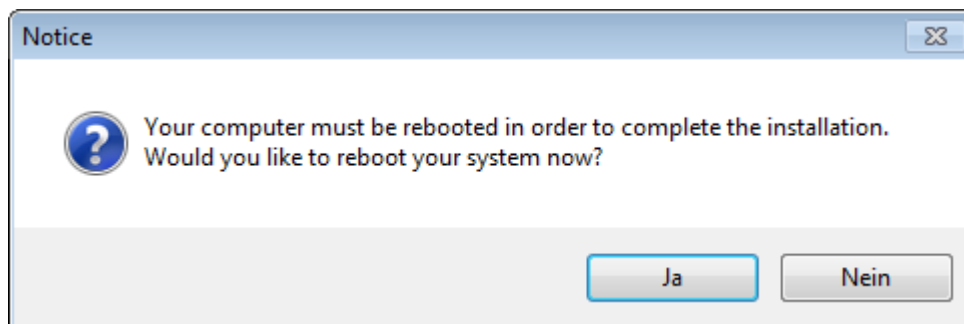 Notice
Your computer must be rebooted in order to complete the installation.
Would you like to reboot your system now?
Ja
Nein